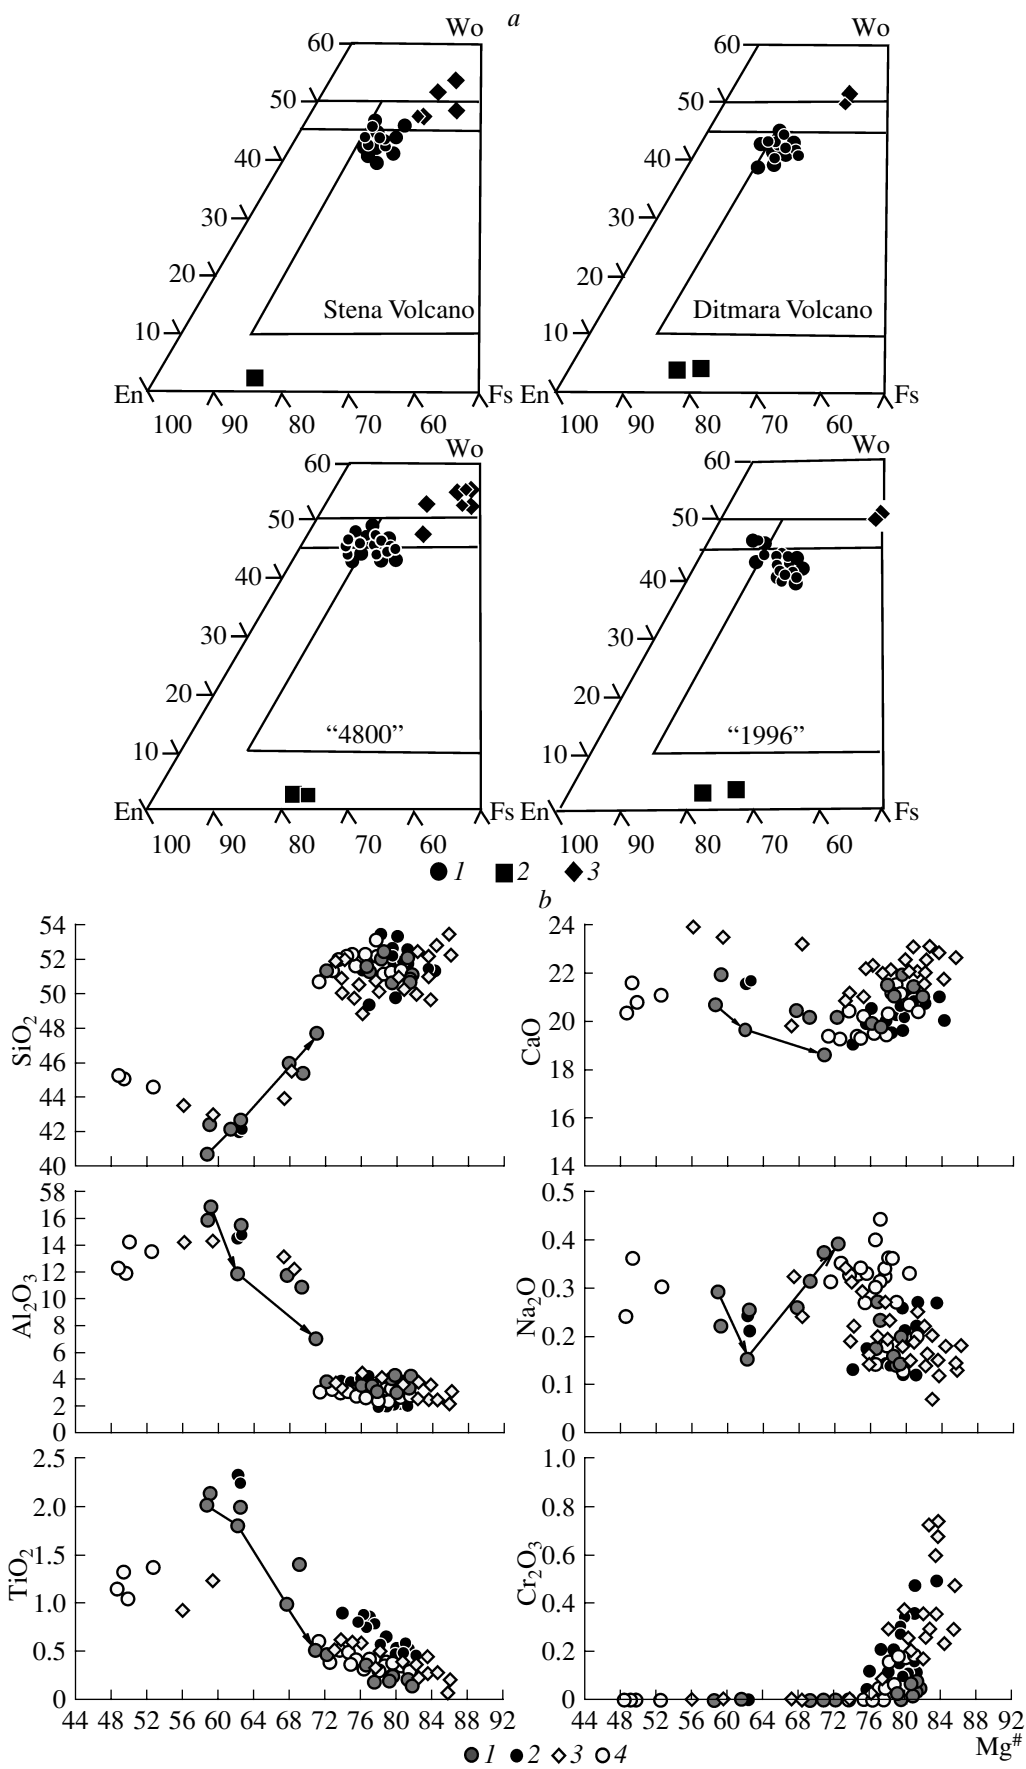 a
Wo
60
50
40
30
20
10
Stena Volcano
En
Fs
100 90 80 70 60
Wo
60
50
40
30
20
10
Ditmara Volcano
En
Fs
100 90 80 70 60
Wo
60
50
40
30
20
10
“4800”
En
Fs
100 90 80 70 60
Wo
60
50
40
30
20
10
“1996”
En
Fs
100 90 80 70 60
1 2 3
b
SiO2
54
52
50
48
46
44
42
40
CaO
24
22
20
18
16
14
Al2O3
58
16
14
12
10
8
6
4
2
0
Na2O
0.5
0.4
0.3
0.2
0.1
0
TiO2
2.5
2.0
1.5
1.0
0.5
0
44 48 52 56 60 64 68 72 76 80 84 88 92
Cr2O3
1.0
0.8
0.6
0.4
0.2
0
44 48 52 56 60 64 68 72 76 80 84 88 92
Mg#
1 2 3 4